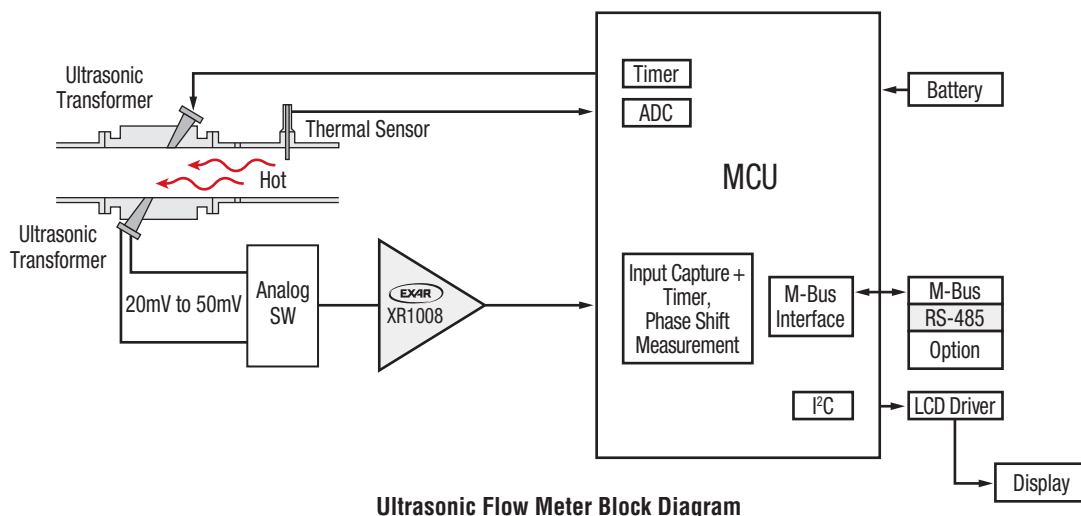 Ultrasonic
Transformer
Thermal Sensor
Hot
Ultrasonic
Transformer
20mV to 50mV
Analog
SW
EXAR
XR1008
Timer
ADC
MCU
Input Capture +
Timer,
Phase Shift
Measurement
M-Bus
Interface
I²C
Battery
M-Bus
RS-485
Option
LCD Driver
Display
Ultrasonic Flow Meter Block Diagram